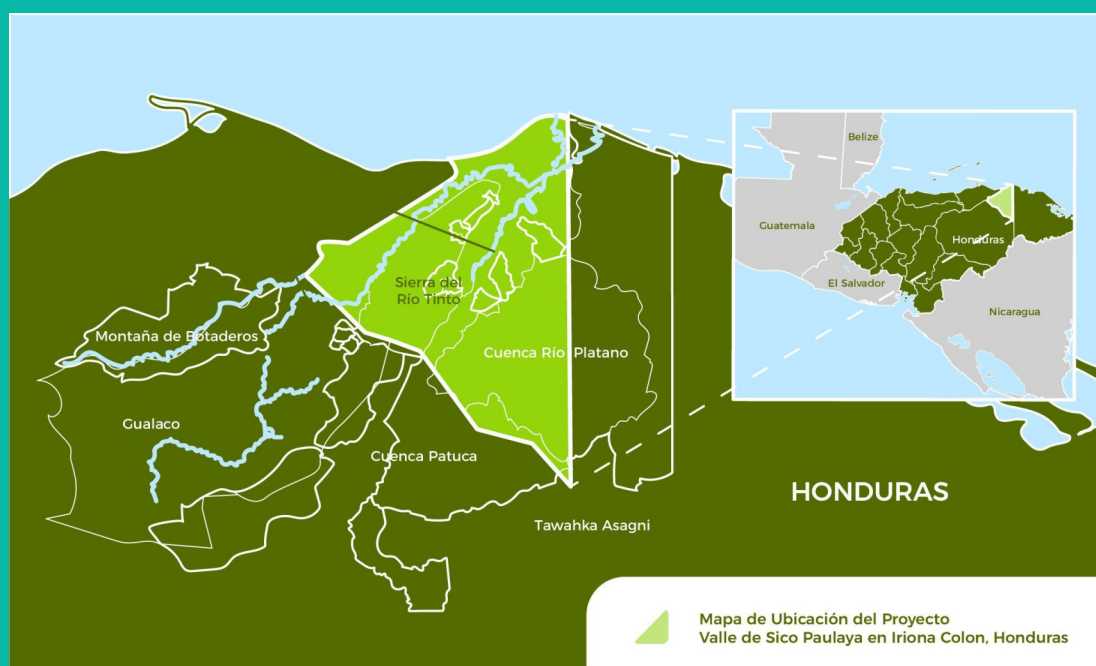 Belize
Guatemala
Honduras
El Salvador
Nicaragua
Sierra del
Río Tinto
Montaña de Botaderos
Cuenca Río Platano
Gualaco
Cuenca Patuca
HONDURAS
Tawahka Asagni
Mapa de Ubicación del Proyecto
Valle de Sico Paulaya en Iriona Colon, Honduras